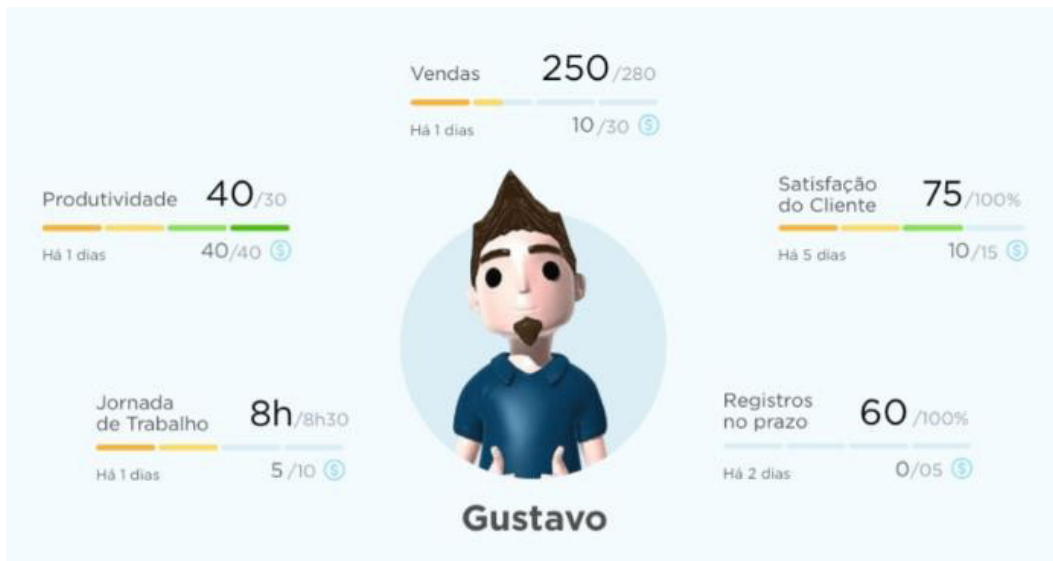 Vendas 250/280
Há 1 dias 10/30 $
Produtividade 40/30
Há 1 dias 40/40 $
Satisfação
do Cliente 75/100%
Há 5 dias 10/15 $
Jornada
de Trabalho 8h/8h30
Há 1 dias 5/10 $
Registros
no prazo 60/100%
Há 2 dias 0/05 $
Gustavo